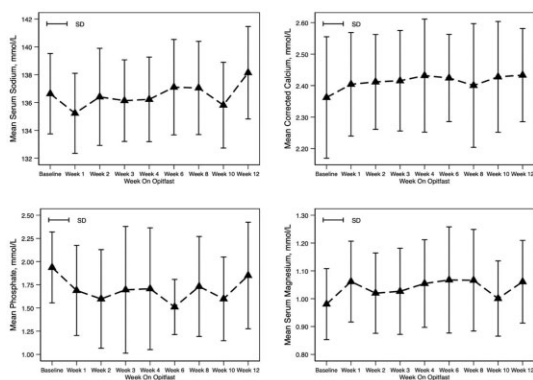 SD
Mean Serum Sodium, mmol/L
142
140
138
136
134
132
Baseline Week 1 Week 2 Week 3 Week 4 Week 6 Week 8 Week 10 Week 12
Week On Opitfast
SD
Mean Corrected Calcium, mmol/L
2.60
2.50
2.40
2.30
2.20
Baseline Week 1 Week 2 Week 3 Week 4 Week 6 Week 8 Week 10 Week 12
Week On Opitfast
SD
Mean Phosphate, mmol/L
2.50
2.25
2.00
1.75
1.50
1.25
1.00
Baseline Week 1 Week 2 Week 3 Week 4 Week 6 Week 8 Week 10 Week 12
Week On Opitfast
SD
Mean Serum Magnesium, mmol/L
1.30
1.20
1.10
1.00
0.90
0.80
Baseline Week 1 Week 2 Week 3 Week 4 Week 6 Week 8 Week 10 Week 12
Week On Opitfast